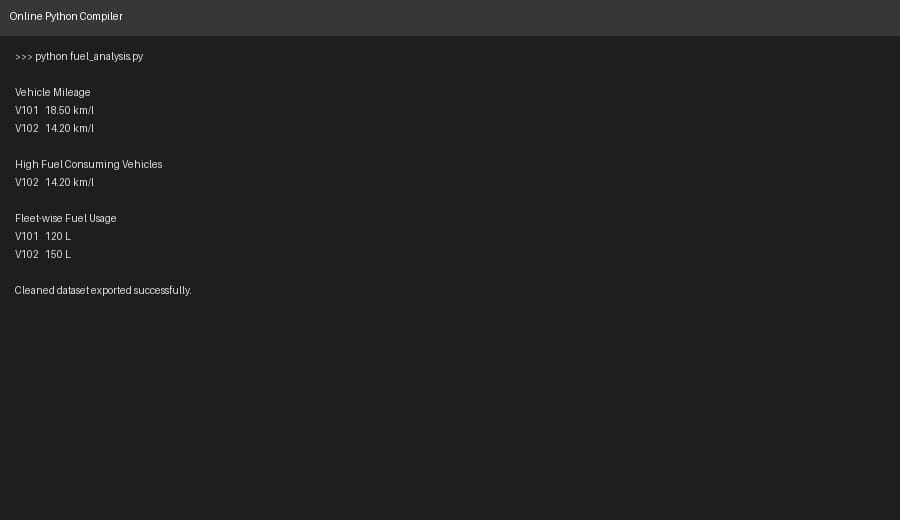 Online Python Compiler
>>> python fuel_analysis.py
Vehicle Mileage
V101 18.50 km/l
V102 14.20 km/l
High Fuel Consuming Vehicles
V102 14.20 km/l
Fleet-wise Fuel Usage
V101 120 L
V102 150 L
Cleaned dataset exported successfully.